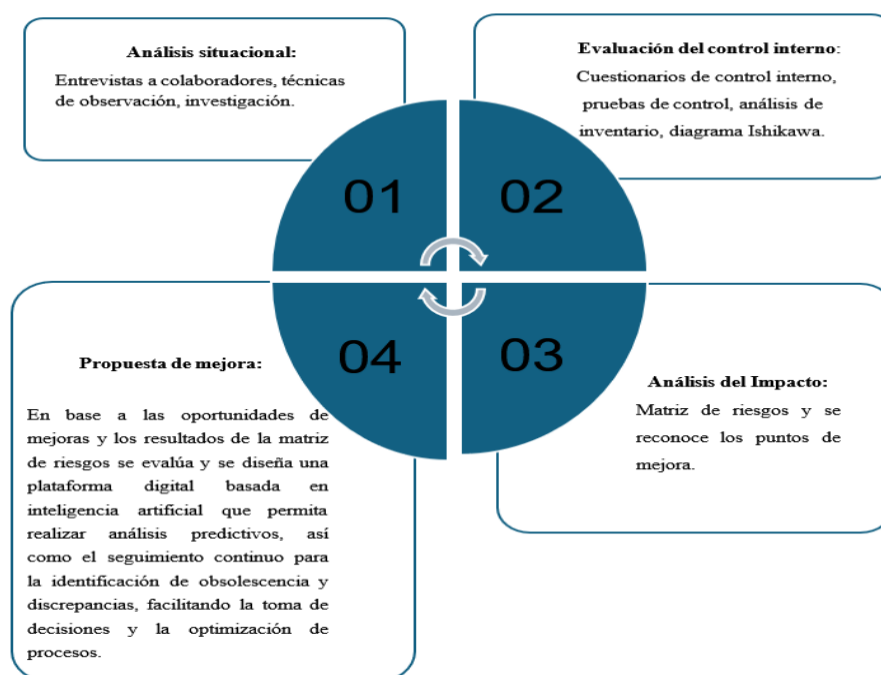 Análisis situacional:
Entrevistas a colaboradores, técnicas
de observación, investigación.
01
Evaluación del control interno:
Cuestionarios de control interno,
pruebas de control, análisis de
inventario, diagrama Ishikawa.
02
Análisis del Impacto:
Matriz de riesgos y se
reconoce los puntos de
mejora.
03
Propuesta de mejora:
En base a las oportunidades de
mejoras y los resultados de la matriz
de riesgos se evalúa y se diseña una
plataforma digital basada en
inteligencia artificial que permita
realizar análisis predictivos, así
como el seguimiento continuo para
la identificación de obsolescencia y
discrepancias, facilitando la toma de
decisiones y la optimización de
procesos.
04